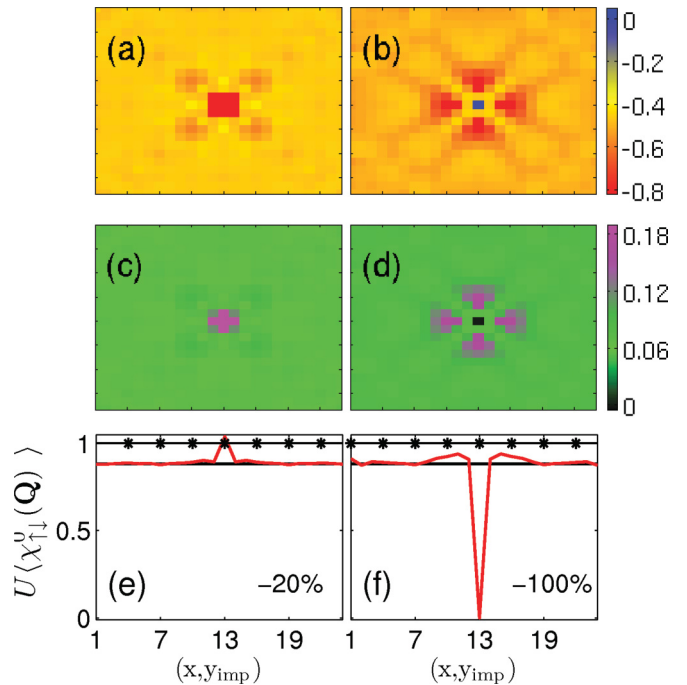 (a) (b) 0
-0.2
-0.4
-0.6
-0.8
(c) (d) 0.18
0.12
0.06
0
U⟨χ⁰↑↓(Q)⟩
1
0.5
0
(e) -20% (f) -100%
1 7 13 19 1 7 13 19
(x,y_imp) (x,y_imp)